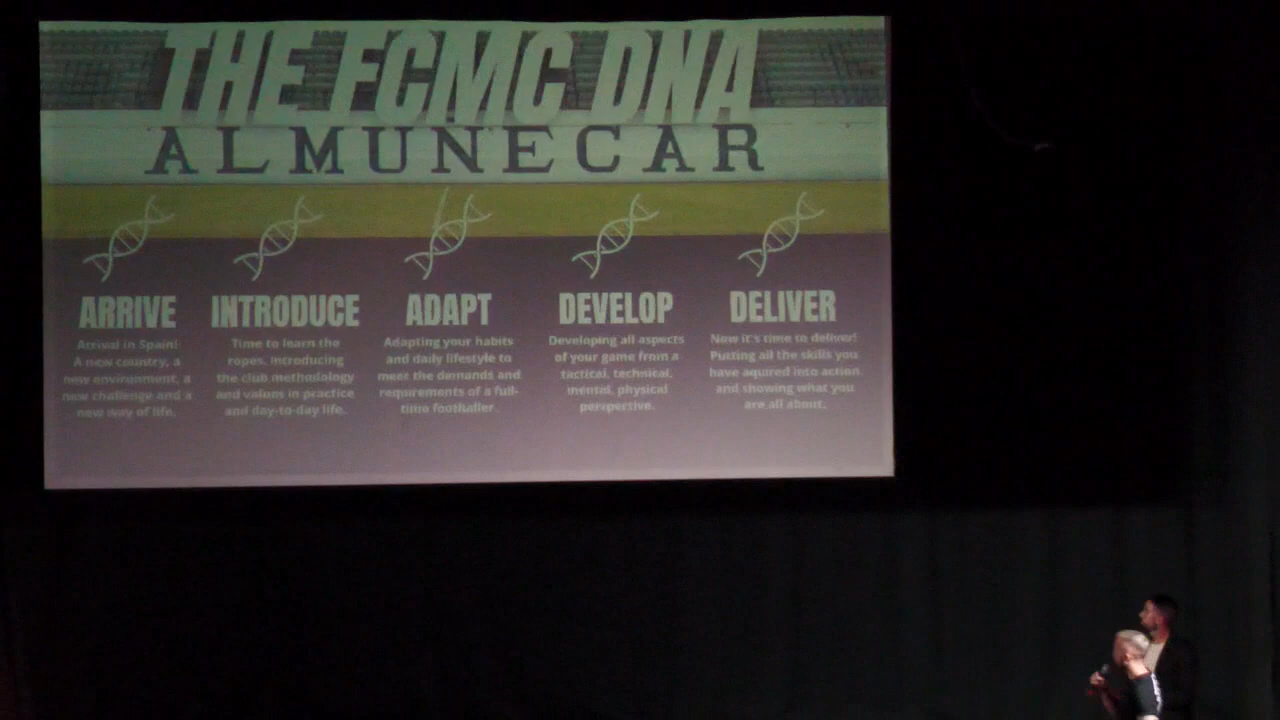 THE FCMC DNA
ALMUNECAR
ARRIVE
Arrival in Spain!
A new country, a
new environment, a
new challenge and a
new way of life.
INTRODUCE
Time to learn the
ropes. Introducing
the club methodology
and values in practice
and day-to-day life.
ADAPT
Adapting your habits
and daily lifestyle to
meet the demands and
requirements of a full-
time footballer.
DEVELOP
Developing all aspects
of your game from a
tactical, technical,
mental, physical
perspective.
DELIVER
Now it's time to deliver!
Putting all the skills you
have aquired into action
and showing what you
are all about.